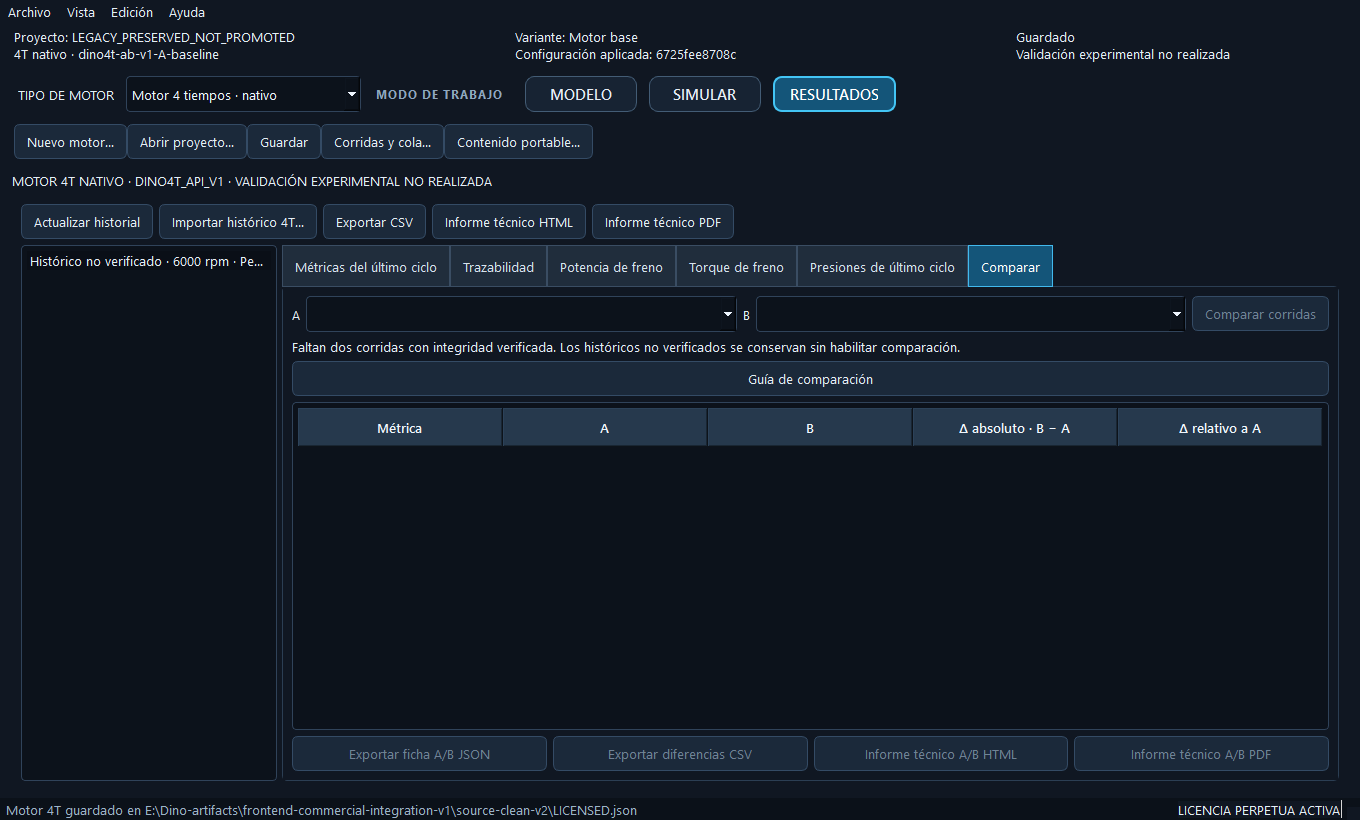 Archivo Vista Edición Ayuda
Proyecto: LEGACY_PRESERVED_NOT_PROMOTED Variante: Motor base Guardado
4T nativo · dino4t-ab-v1-A-baseline Configuración aplicada: 6725fee8708c Validación experimental no realizada
TIPO DE MOTOR Motor 4 tiempos · nativo MODO DE TRABAJO MODELO SIMULAR RESULTADOS
Nuevo motor... Abrir proyecto... Guardar Corridas y cola... Contenido portable...
MOTOR 4T NATIVO · DINO4T_API_V1 · VALIDACIÓN EXPERIMENTAL NO REALIZADA
Actualizar historial Importar histórico 4T... Exportar CSV Informe técnico HTML Informe técnico PDF
Histórico no verificado · 6000 rpm · Pe...
Métricas del último ciclo Trazabilidad Potencia de freno Torque de freno Presiones de último ciclo Comparar
A B Comparar corridas
Faltan dos corridas con integridad verificada. Los históricos no verificados se conservan sin habilitar comparación.
Guía de comparación
Métrica A B Δ absoluto · B − A Δ relativo a A
Exportar ficha A/B JSON Exportar diferencias CSV Informe técnico A/B HTML Informe técnico A/B PDF
Motor 4T guardado en E:\Dino-artifacts\frontend-commercial-integration-v1\source-clean-v2\LICENSED.json LICENCIA PERPETUA ACTIVA